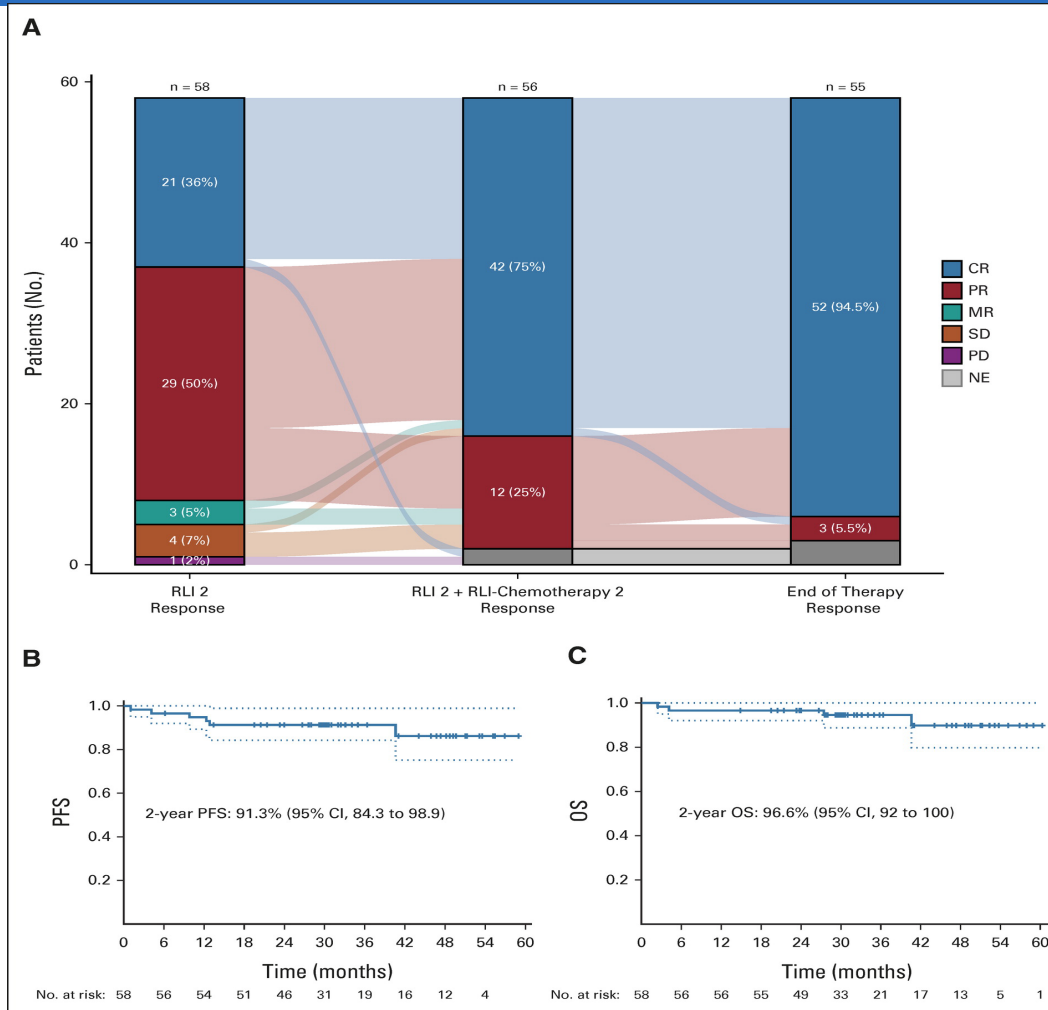 A
n = 58
n = 56
n = 55
60
40
20
0
Patients (No.)
21 (36%)
29 (50%)
3 (5%)
4 (7%)
1 (2%)
42 (75%)
12 (25%)
52 (94.5%)
3 (5.5%)
CR
PR
MR
SD
PD
NE
RLI 2
Response
RLI 2 + RLI-Chemotherapy 2
Response
End of Therapy
Response
B
1.0
0.8
0.6
0.4
0.2
PFS
2-year PFS: 91.3% (95% CI, 84.3 to 98.9)
0 6 12 18 24 30 36 42 48 54 60
Time (months)
No. at risk: 58 56 54 51 46 31 19 16 12 4
C
1.0
0.8
0.6
0.4
0.2
OS
2-year OS: 96.6% (95% CI, 92 to 100)
0 6 12 18 24 30 36 42 48 54 60
Time (months)
No. at risk: 58 56 56 55 49 33 21 17 13 5 1